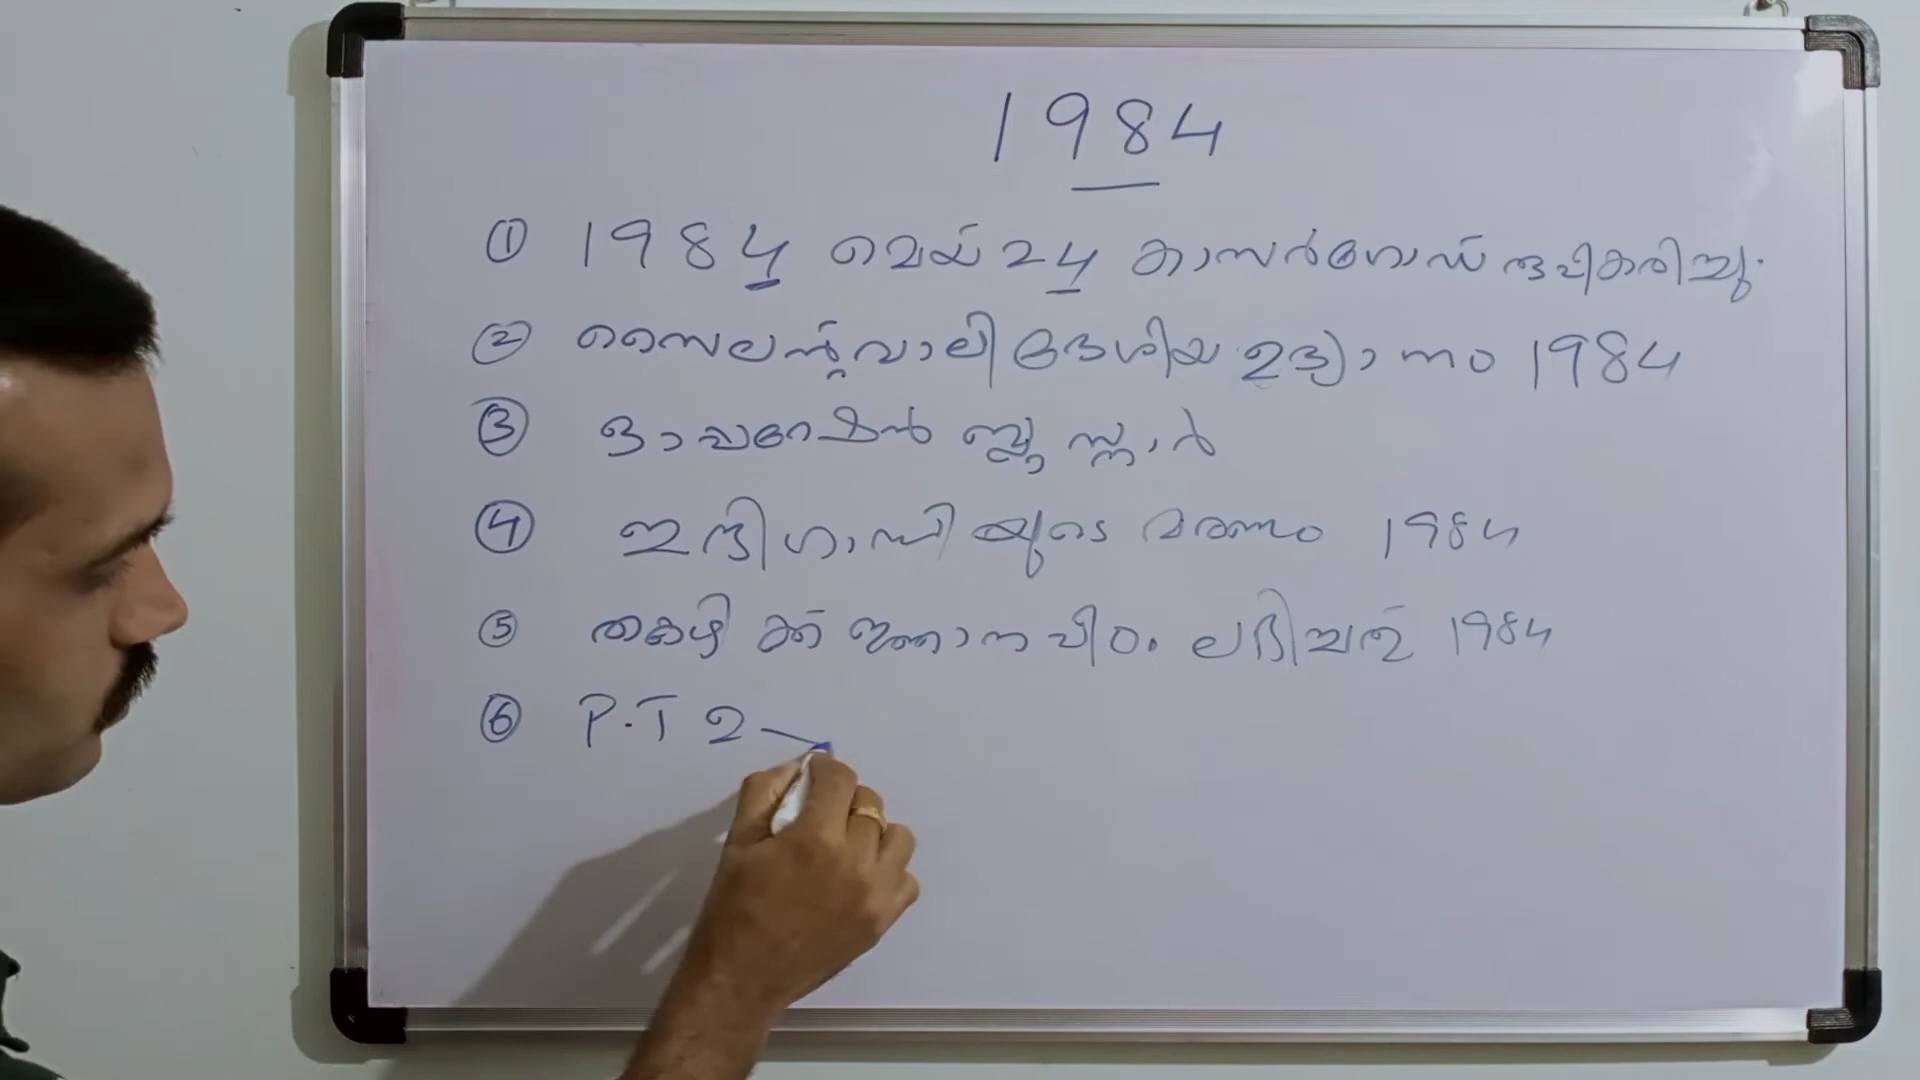 1984
① 1984 മെയ് 24 കാസർഗോഡ് രൂപികരിച്ചു.
② സൈലന്റ് വാലി ദേശിയ ഉദ്യാനം 1984
③ ഓപ്പറേഷൻ ബ്ലൂ സ്റ്റാർ
④ ഇന്ദിഗാന്ധിയുടെ മരണം 1984
⑤ തകഴിക്ക് ജ്ഞാനപീഠം ലഭിച്ചത് 1984
⑥ P.T ഉ